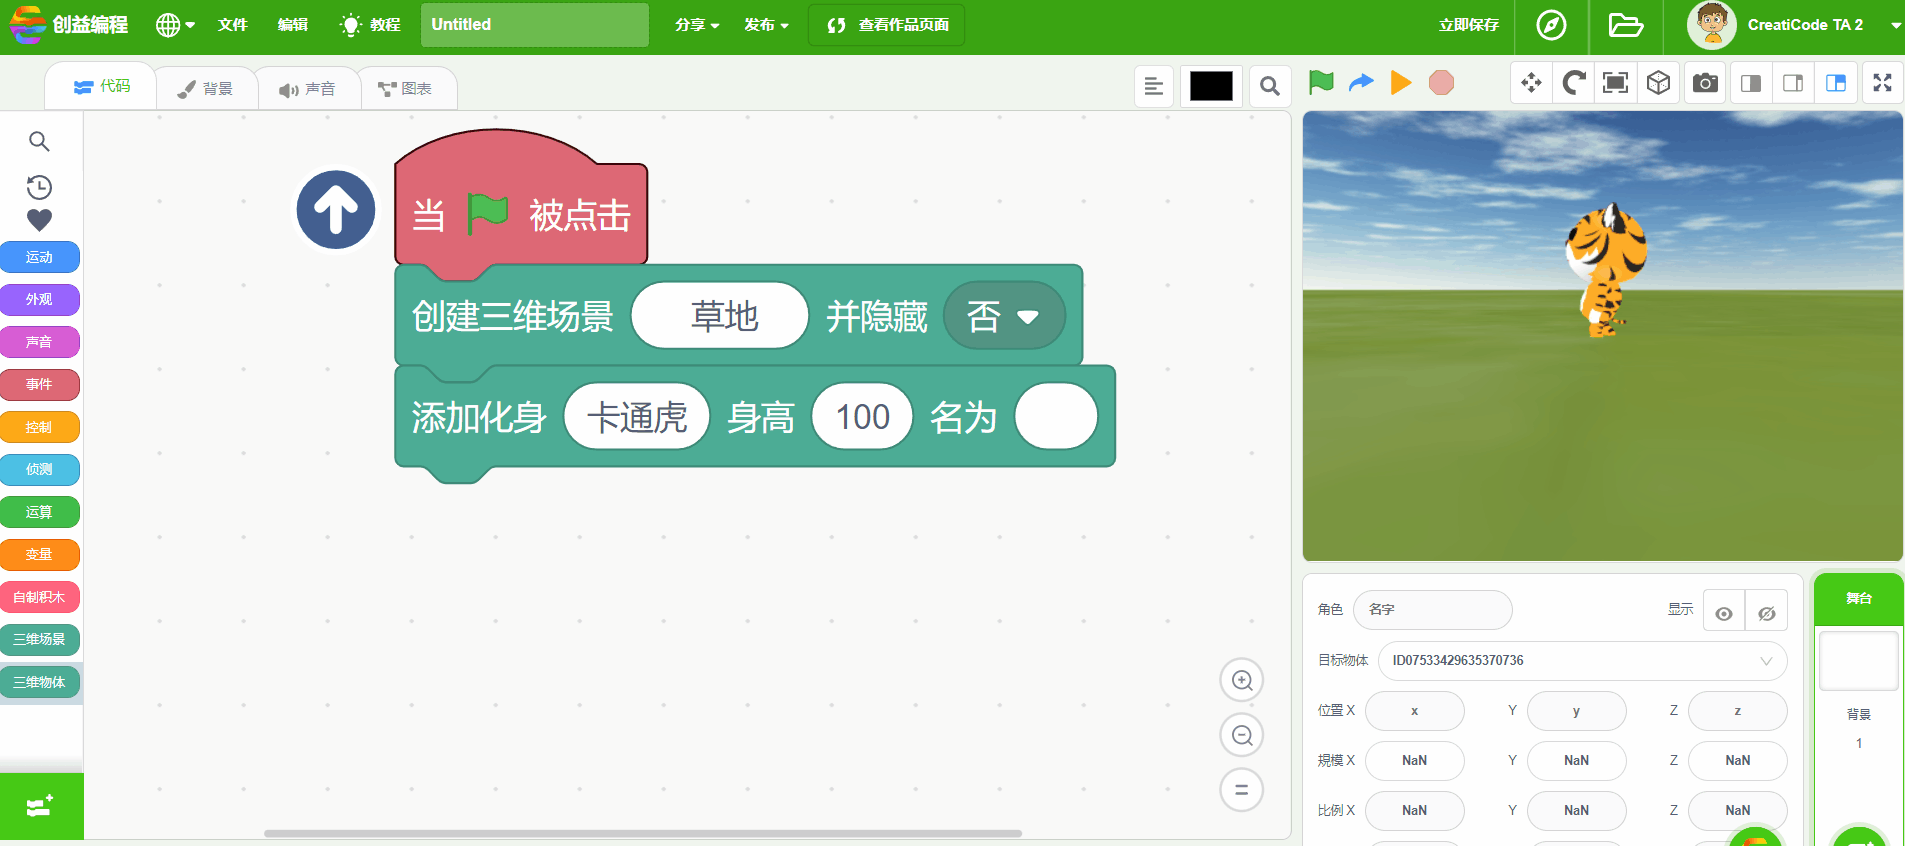 创益编程 文件 编辑 教程 Untitled 分享 发布 查看作品页面 立即保存 CreatiCode TA 2
代码 背景 声音 图表
运动
外观
声音
事件
控制
侦测
运算
变量
自制积木
三维场景
三维物体
当 被点击
创建三维场景 草地 并隐藏 否
添加化身 卡通虎 身高 100 名为
角色 名字 显示
目标物体 ID07533429635370736
位置 X x Y y Z z
规模 X NaN Y NaN Z NaN
比例 X NaN Y NaN Z NaN
舞台
背景
1